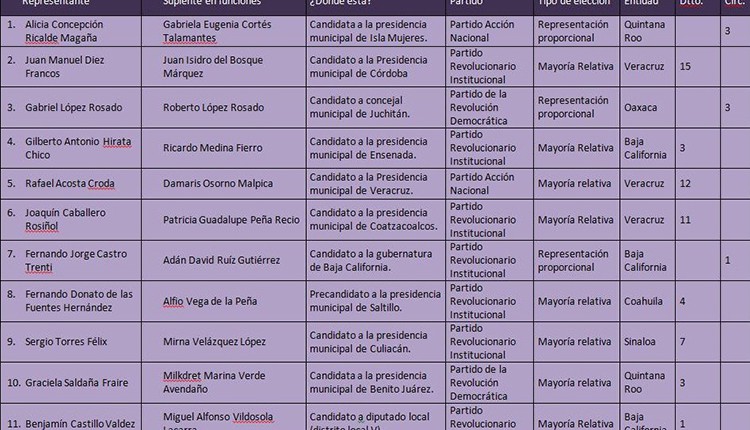 Representante Suplente en funciones ¿Dónde está? Partido Tipo de elección Entidad Dtto. Circ.
1. Alicia Concepción Gabriela Eugenia Cortés Candidata a la presidencia Partido Acción Representación Quintana
Ricalde Magaña Talamantes municipal de Isla Mujeres. Nacional proporcional Roo 3
2. Juan Manuel Diez Juan Isidro del Bosque Candidato a la Presidencia Partido
Francos Márquez municipal de Córdoba Revolucionario Mayoría Relativa Veracruz 15
Institucional
3. Gabriel López Rosado Roberto López Rosado Candidato a concejal Partido de la Representación Oaxaca 3
municipal de Juchitán. Revolución proporcional
Democrática
4. Gilberto Antonio Hirata Ricardo Medina Fierro Candidato a la presidencia Partido Mayoría Relativa Baja 3
Chico municipal de Ensenada. Revolucionario California
Institucional
5. Rafael Acosta Croda Damaris Osorno Malpica Candidato a la Presidencia Partido Acción Mayoría relativa Veracruz 12
municipal de Veracruz. Nacional
6. Joaquín Caballero Patricia Guadalupe Peña Recio Candidato a la presidencia Partido Mayoría Relativa Veracruz 11
Rosiñol municipal de Coatzacoalcos. Revolucionario
Institucional
7. Fernando Jorge Castro Adán David Ruíz Gutiérrez Candidato a la gubernatura Partido Representación Baja 1
Trenti de Baja California. Revolucionario proporcional California
Institucional
8. Fernando Donato de las Alfio Vega de la Peña Precandidato a la presidencia Partido Mayoría relativa Coahuila 4
Fuentes Hernández municipal de Saltillo. Revolucionario
Institucional
9. Sergio Torres Félix Mirna Velázquez López Candidato a la presidencia Partido Mayoría relativa Sinaloa 7
municipal de Culiacán. Revolucionario
Institucional
10. Graciela Saldaña Fraire Milkdret Marina Verde Candidata a la presidencia Partido de la Mayoría relativa Quintana 3
Avendaño municipal de Benito Juárez. Revolución Roo
Democrática
11. Benjamín Castillo Valdez Miguel Alfonso Vildosola Candidato a diputado local Partido Mayoría relativa Baja 1
Lacarra (distrito local V) Revolucionario California